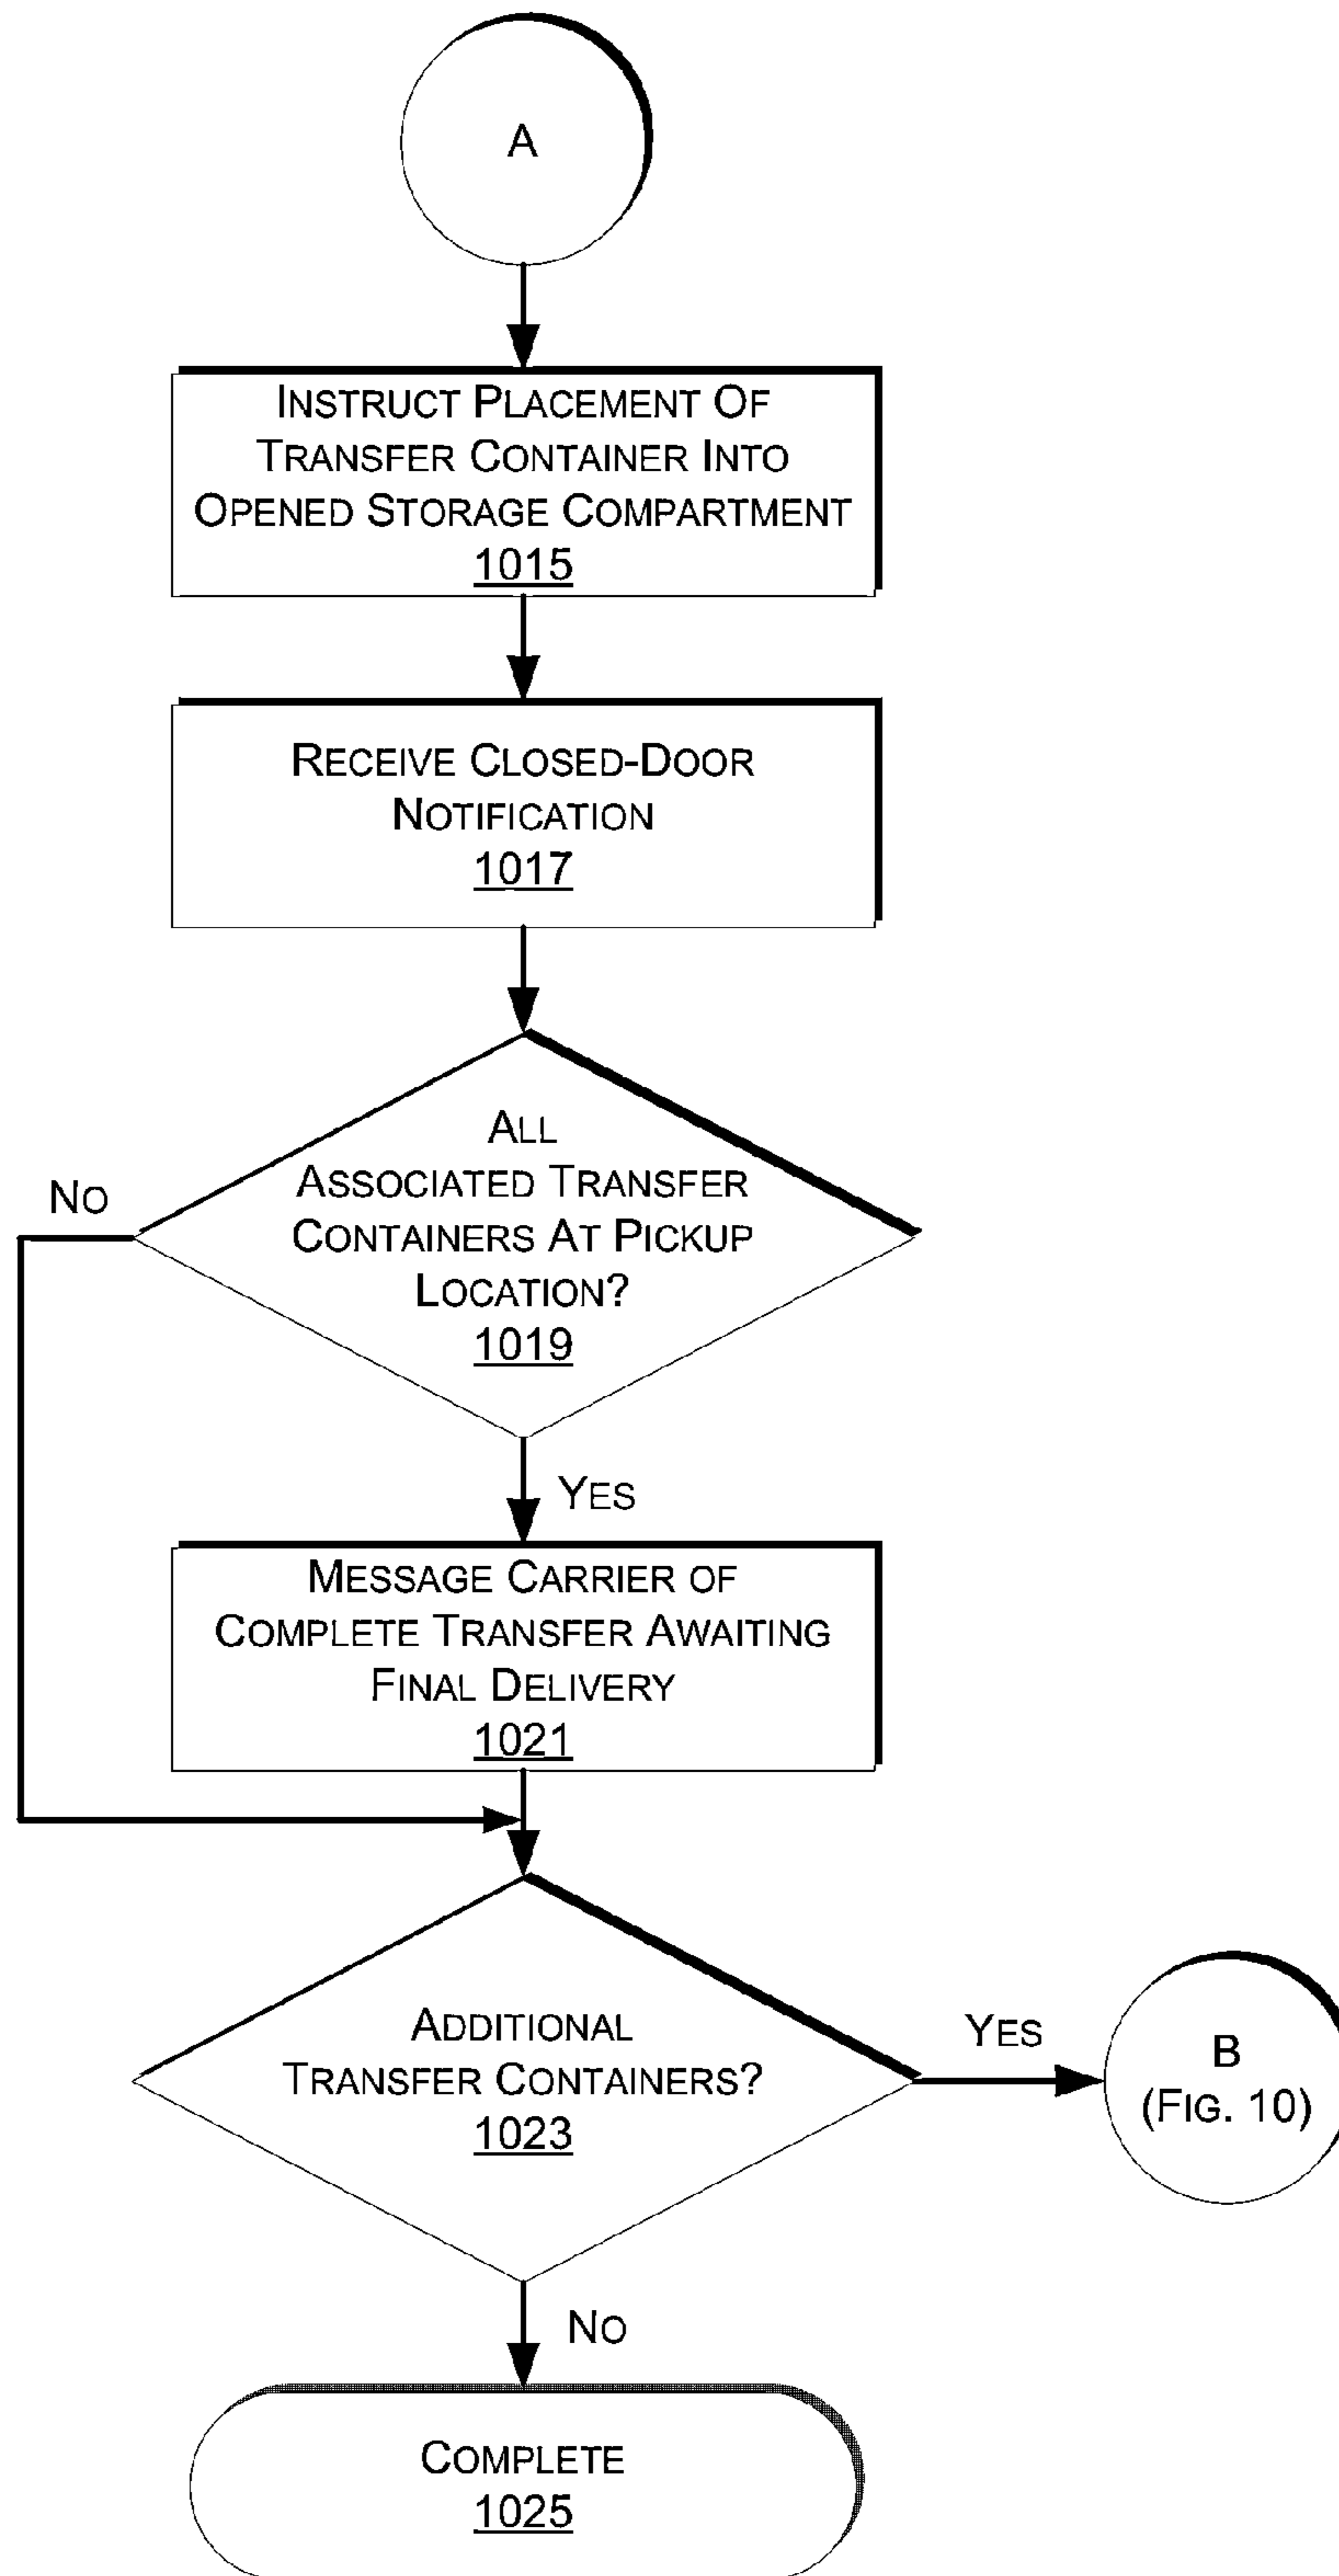 A
INSTRUCT PLACEMENT OF
TRANSFER CONTAINER INTO
OPENED STORAGE COMPARTMENT
1015
RECEIVE CLOSED-DOOR
NOTIFICATION
1017
ALL
ASSOCIATED TRANSFER
CONTAINERS AT PICKUP
LOCATION?
1019
NO
YES
MESSAGE CARRIER OF
COMPLETE TRANSFER AWAITING
FINAL DELIVERY
1021
ADDITIONAL
TRANSFER CONTAINERS?
1023
YES
B
(FIG. 10)
NO
COMPLETE
1025